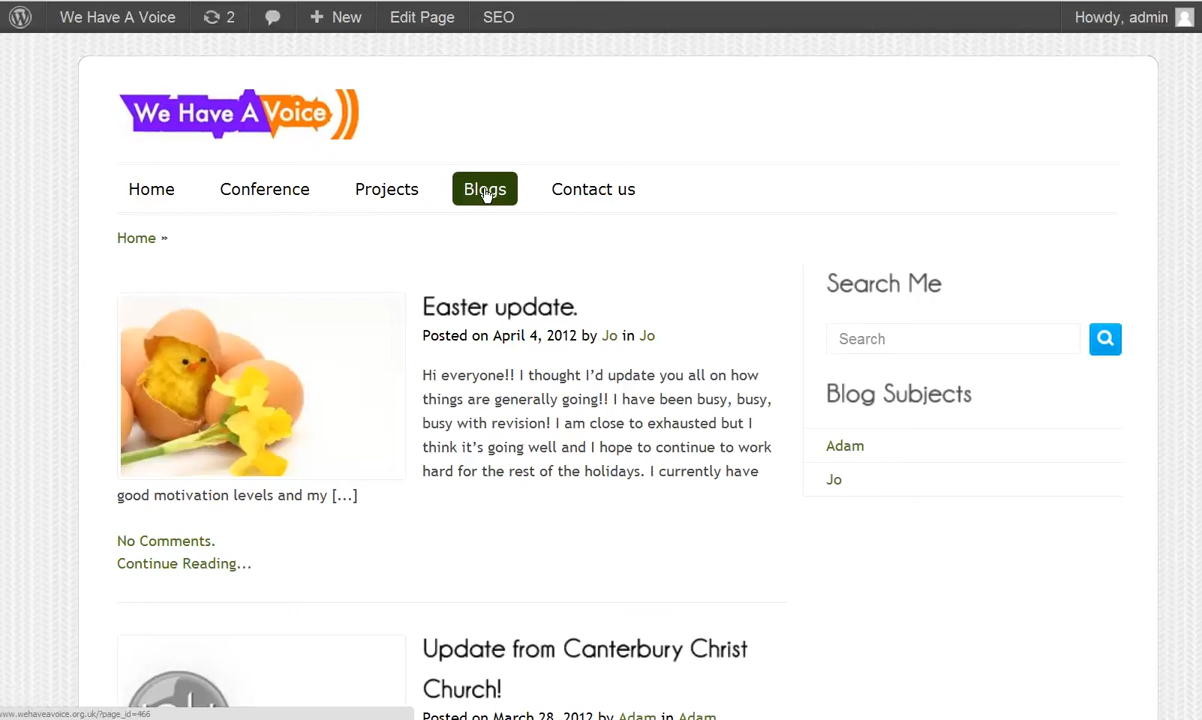 We Have A Voice 2 New Edit Page SEO Howdy, admin
We Have A Voice
Home Conference Projects Blogs Contact us
Home »
Easter update.
Posted on April 4, 2012 by Jo in Jo
Hi everyone!! I thought I’d update you all on how
things are generally going!! I have been busy, busy,
busy with revision! I am close to exhausted but I
think it’s going well and I hope to continue to work
hard for the rest of the holidays. I currently have
good motivation levels and my [...]
No Comments.
Continue Reading...
Search Me
Search
Blog Subjects
Adam
Jo
Update from Canterbury Christ
Church!
Posted on March 28, 2012 by Adam in Adam
www.wehaveavoice.org.uk/?page_id=466